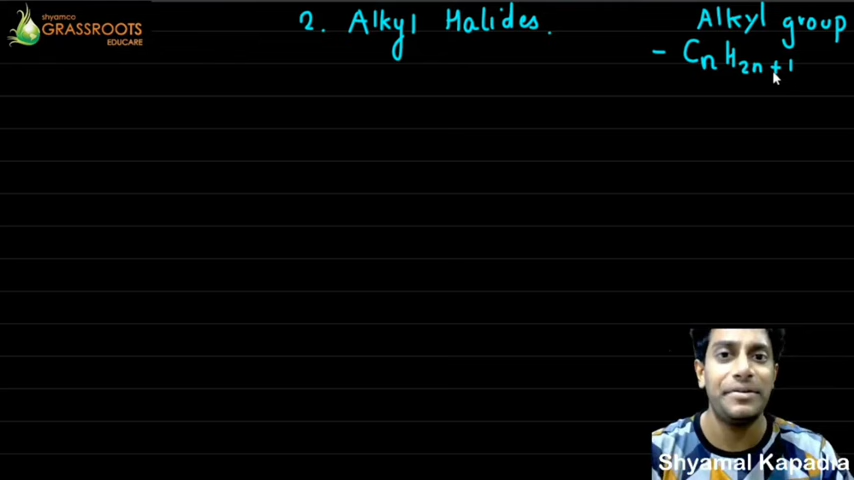 shyamco
GRASSROOTS
EDUCARE
2. Alkyl Halides.
Alkyl group
- CnH2n+1
Shyamal Kapadia